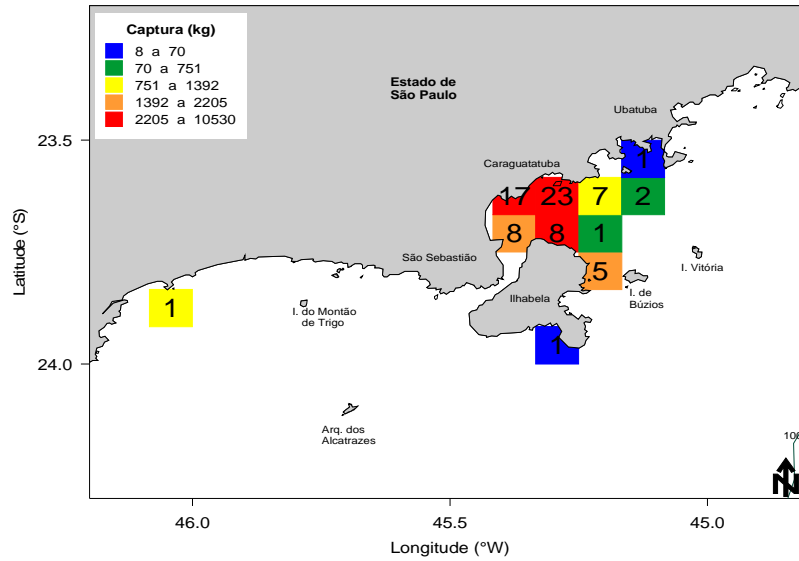 Captura (kg)
8 a 70
70 a 751
751 a 1392
1392 a 2205
2205 a 10530
Estado de
São Paulo
Ubatuba
Caraguatatuba
São Sebastião
Ilhabela
I. Vitória
I. de
Búzios
I. do Montão
de Trigo
Arq. dos
Alcatrazes
1
17 23 7 2
8 8 1
5
1
1
23.5
24.0
Latitude (°S)
46.0 45.5 45.0
Longitude (°W)
N